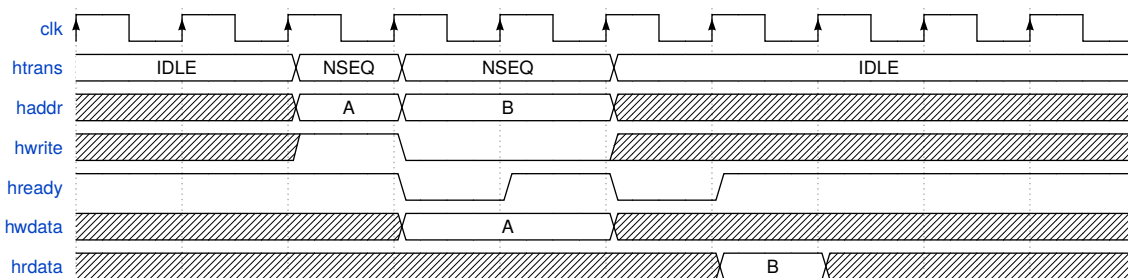 clk
htrans IDLE NSEQ NSEQ IDLE
haddr A B
hwrite
hready
hwdata A
hrdata B